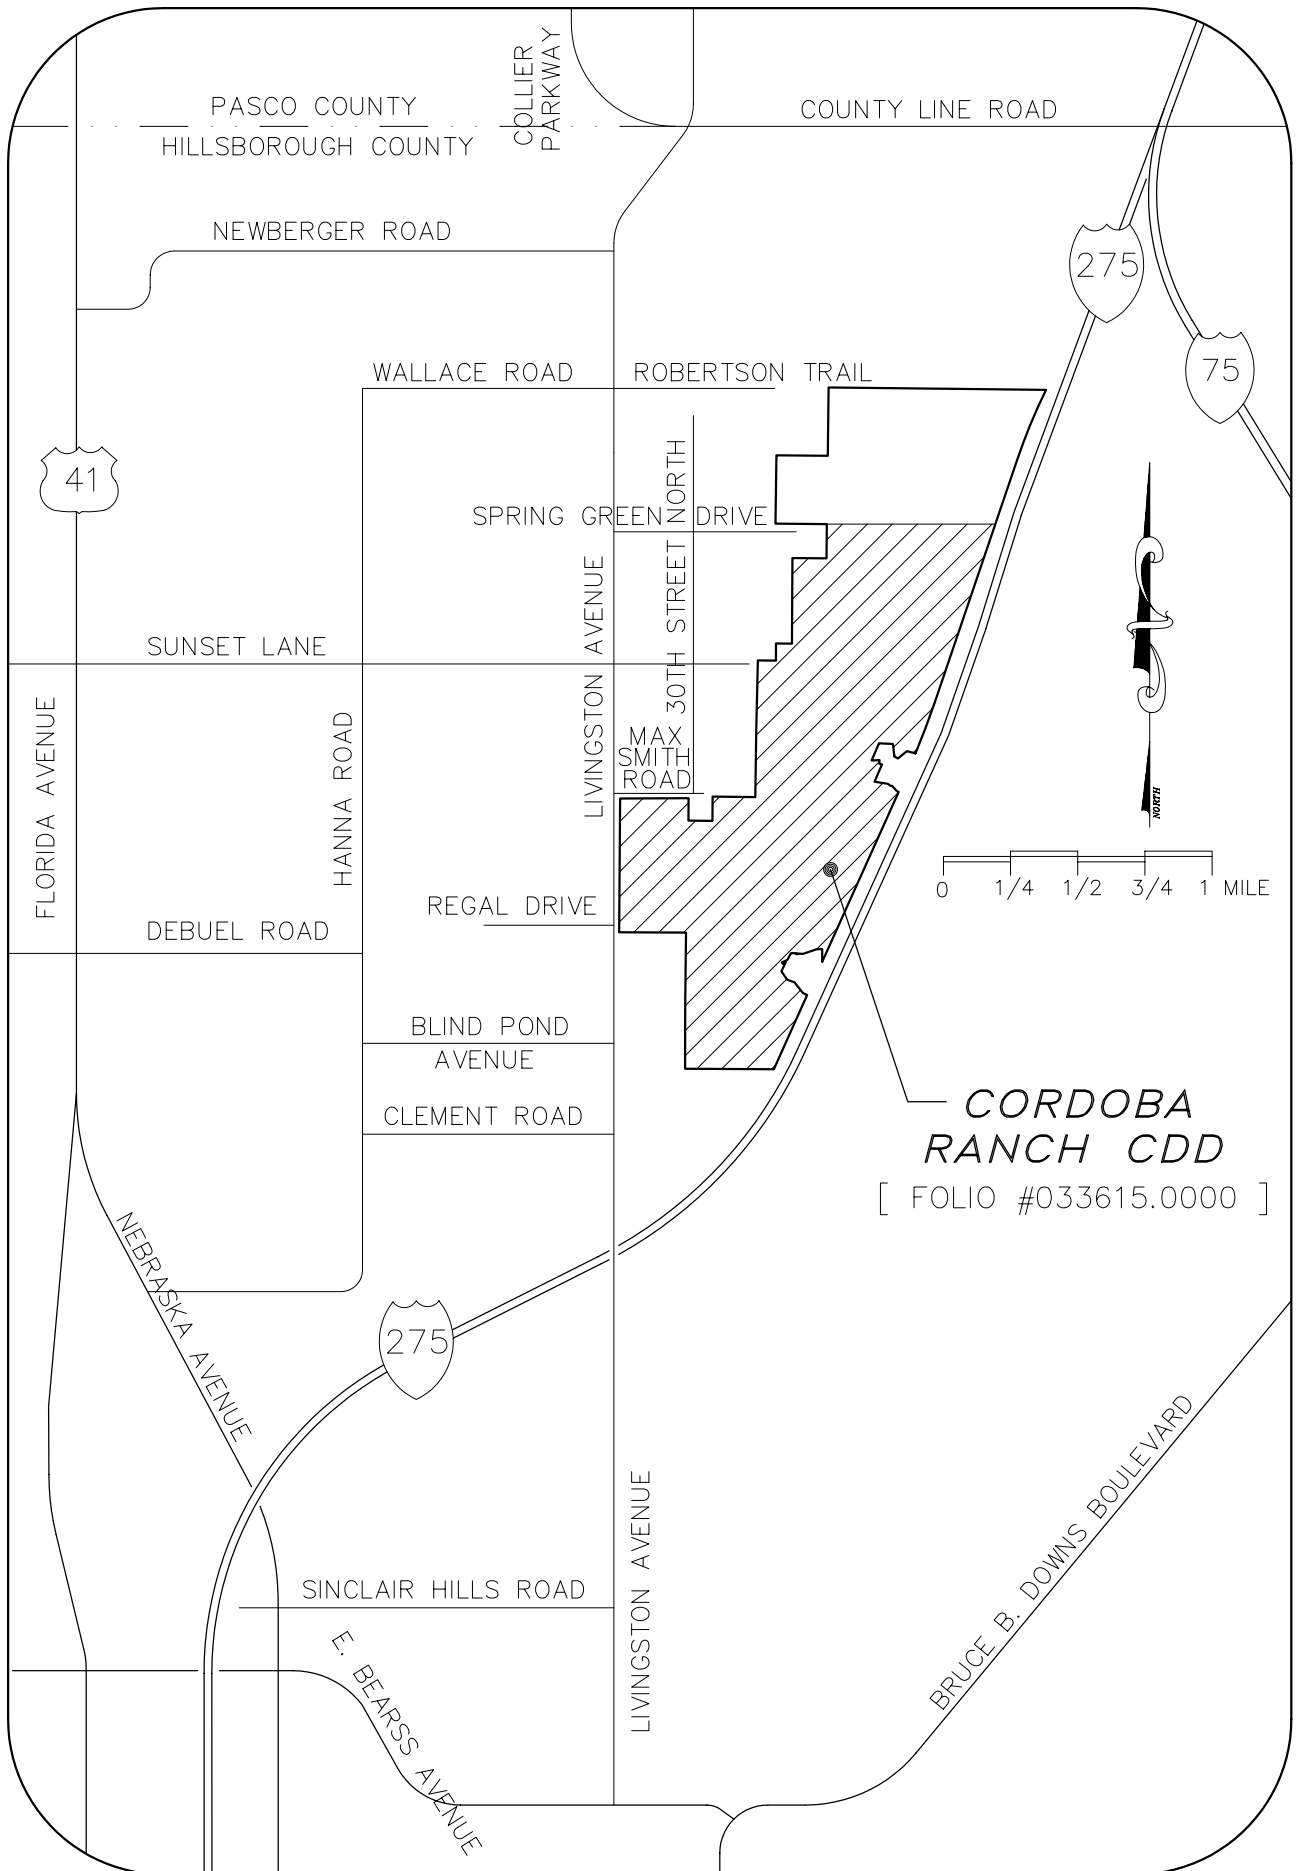 COLLIER
PARKWAY
PASCO COUNTY
HILLSBOROUGH COUNTY
COUNTY LINE ROAD
NEWBERGER ROAD
275
75
WALLACE ROAD
ROBERTSON TRAIL
41
SPRING GREEN DRIVE
30TH STREET NORTH
LIVINGSTON AVENUE
SUNSET LANE
FLORIDA AVENUE
HANNA ROAD
MAX
SMITH
ROAD
NORTH
0 1/4 1/2 3/4 1 MILE
REGAL DRIVE
DEBUEL ROAD
BLIND POND
AVENUE
CLEMENT ROAD
CORDOBA
RANCH CDD
[ FOLIO #033615.0000 ]
NEBRASKA AVENUE
275
LIVINGSTON AVENUE
BRUCE B. DOWNS BOULEVARD
SINCLAIR HILLS ROAD
E. BEARSS AVENUE